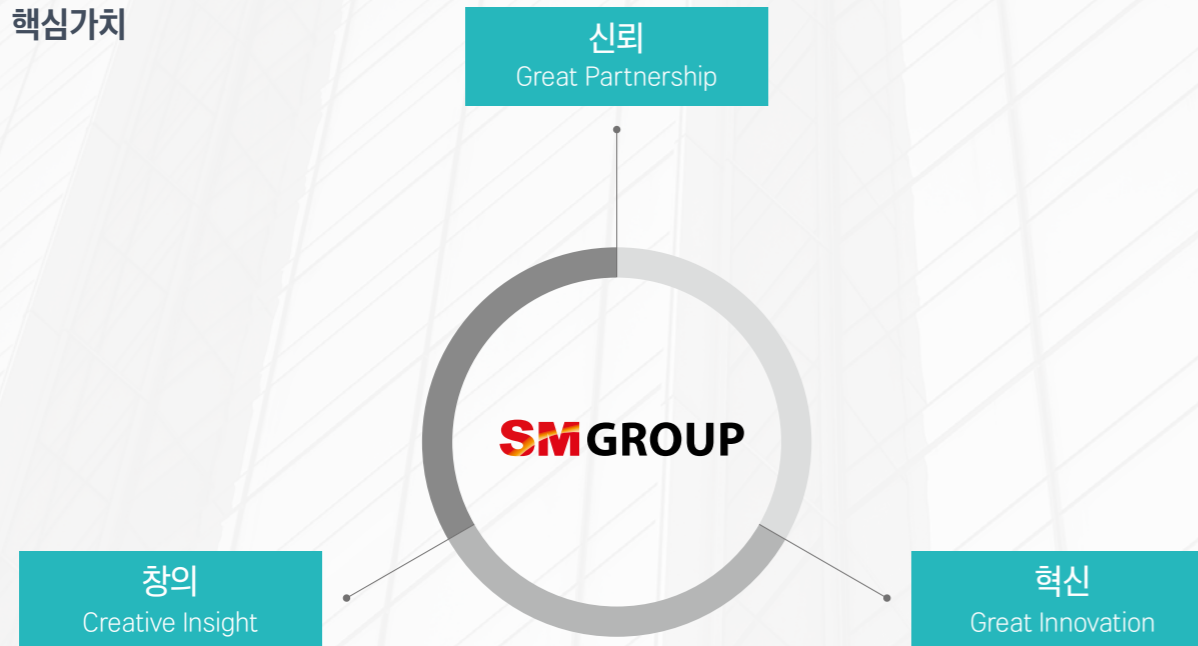 핵심가치
신뢰
Great Partnership
SM GROUP
창의
Creative Insight
혁신
Great Innovation